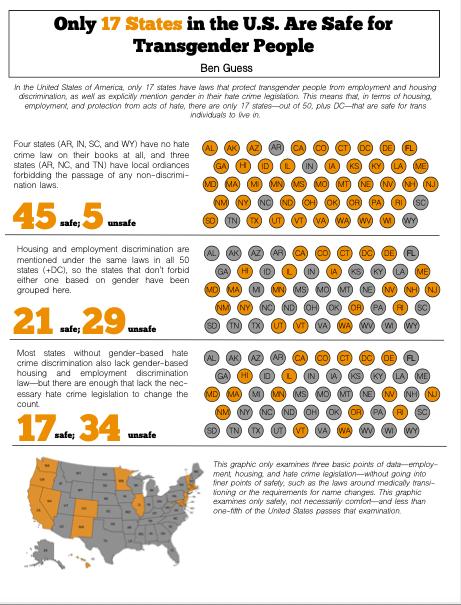 Only 17 States in the U.S. Are Safe for
Transgender People
Ben Guess
In the United States of America, only 17 states have laws that protect transgender people from employment and housing
discrimination, as well as explicitly mention gender in their hate crime legislation. This means that, in terms of housing,
employment, and protection from acts of hate, there are only 17 states—out of 50, plus DC—that are safe for trans
individuals to live in.
Four states (AR, IN, SC, and WY) have no hate
crime law on their books at all, and three
states (AR, NC, and TN) have local ordiances
forbidding the passage of any non-discrimi-
nation laws.
45 safe; 5 unsafe
AL AK AZ AR CA CO CT DC DE FL
GA HI ID IL IN IA KS KY LA ME
MD MA MI MN MS MO MT NE NV NH NJ
NM NY NC ND OH OK OR PA RI SC
SD TN TX UT VT VA WA WV WI WY
Housing and employment discrimination are
mentioned under the same laws in all 50
states (+DC), so the states that don't forbid
either one based on gender have been
grouped here.
21 safe; 29 unsafe
AL AK AZ AR CA CO CT DC DE FL
GA HI ID IL IN IA KS KY LA ME
MD MA MI MN MS MO MT NE NV NH NJ
NM NY NC ND OH OK OR PA RI SC
SD TN TX UT VT VA WA WV WI WY
Most states without gender-based hate
crime discrimination also lack gender-based
housing and employment discrimination
law—but there are enough that lack the nec-
essary hate crime legislation to change the
count.
17 safe; 34 unsafe
AL AK AZ AR CA CO CT DC DE FL
GA HI ID IL IN IA KS KY LA ME
MD MA MI MN MS MO MT NE NV NH NJ
NM NY NC ND OH OK OR PA RI SC
SD TN TX UT VT VA WA WV WI WY
This graphic only examines three basic points of data—employ-
ment, housing, and hate crime legislation—without going into
finer points of safety, such as the laws around medically transi-
tioning or the requirements for name changes. This graphic
examines only safety, not necessarily comfort—and less than
one-fifth of the United States passes that examination.